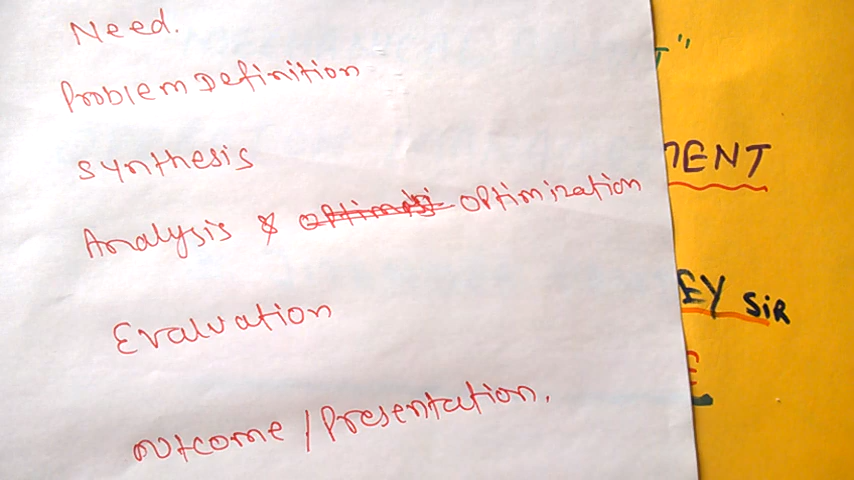 Need.
Problem Definition
Synthesis
Analysis & optimization
Evaluation
outcome / Presentation.
T"
MENT
EY SIR
E